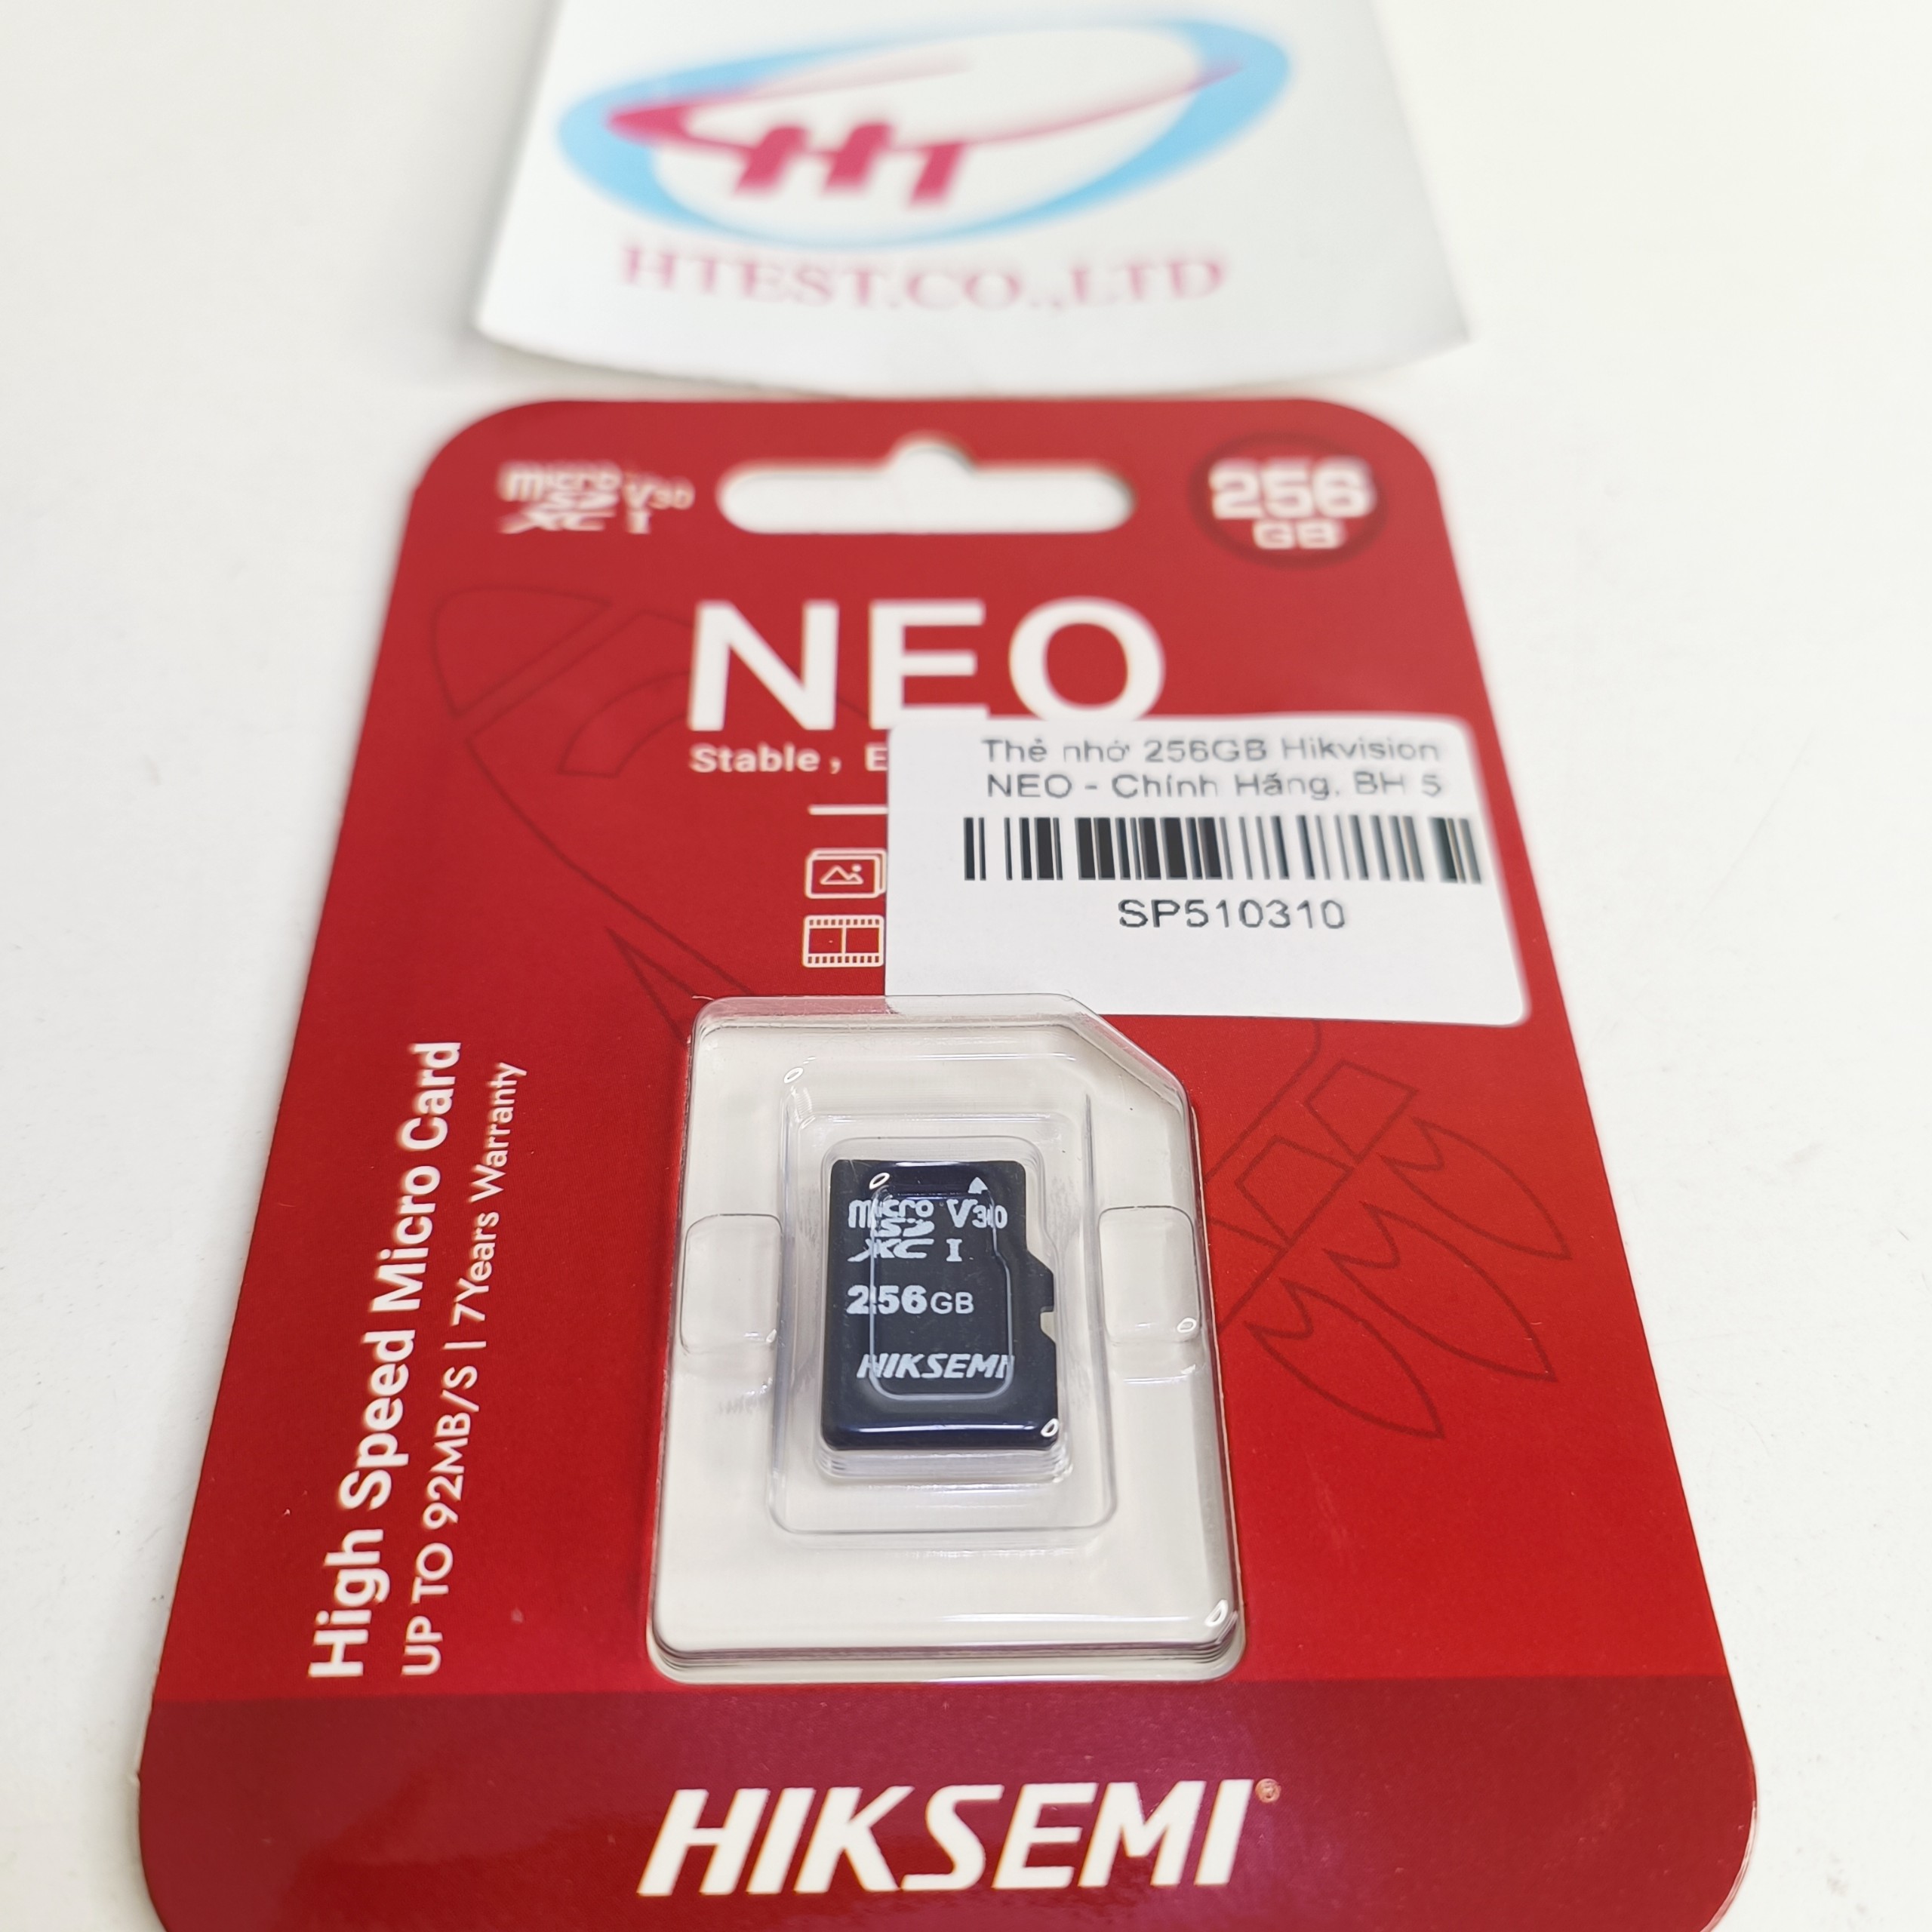 HT
HTEST.CO.,LTD
micro SD XC V30 I
256
GB
NEO
Stable, E
Thẻ nhớ 256GB Hikvision
NEO - Chính Hãng, BH 5
SP510310
High Speed Micro Card
UP TO 92MB/S | 7Years Warranty
micro SD XC V30 I
256GB
HIKSEMI
HIKSEMI®